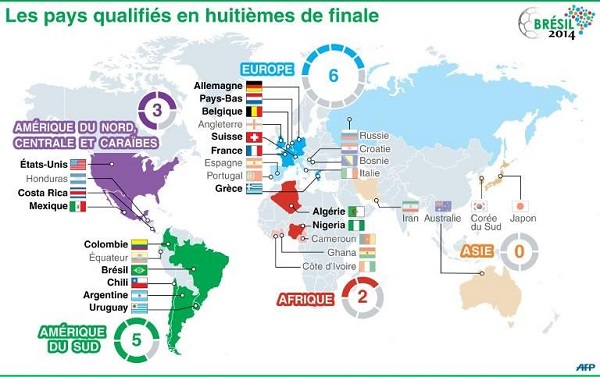 Les pays qualifiés en huitièmes de finale
BRÉSIL
2014
EUROPE
6
Allemagne
Pays-Bas
Belgique
Angleterre
Suisse
France
Espagne
Portugal
Grèce
Russie
Croatie
Bosnie
Italie
3
AMÉRIQUE DU NORD,
CENTRALE ET CARAÏBES
États-Unis
Honduras
Costa Rica
Mexique
Colombie
Équateur
Brésil
Chili
Argentine
Uruguay
AMÉRIQUE
DU SUD
5
Algérie
Nigeria
Cameroun
Ghana
Côte d'Ivoire
AFRIQUE
2
Iran
Australie
Corée
du Sud
Japon
ASIE
0
AFP